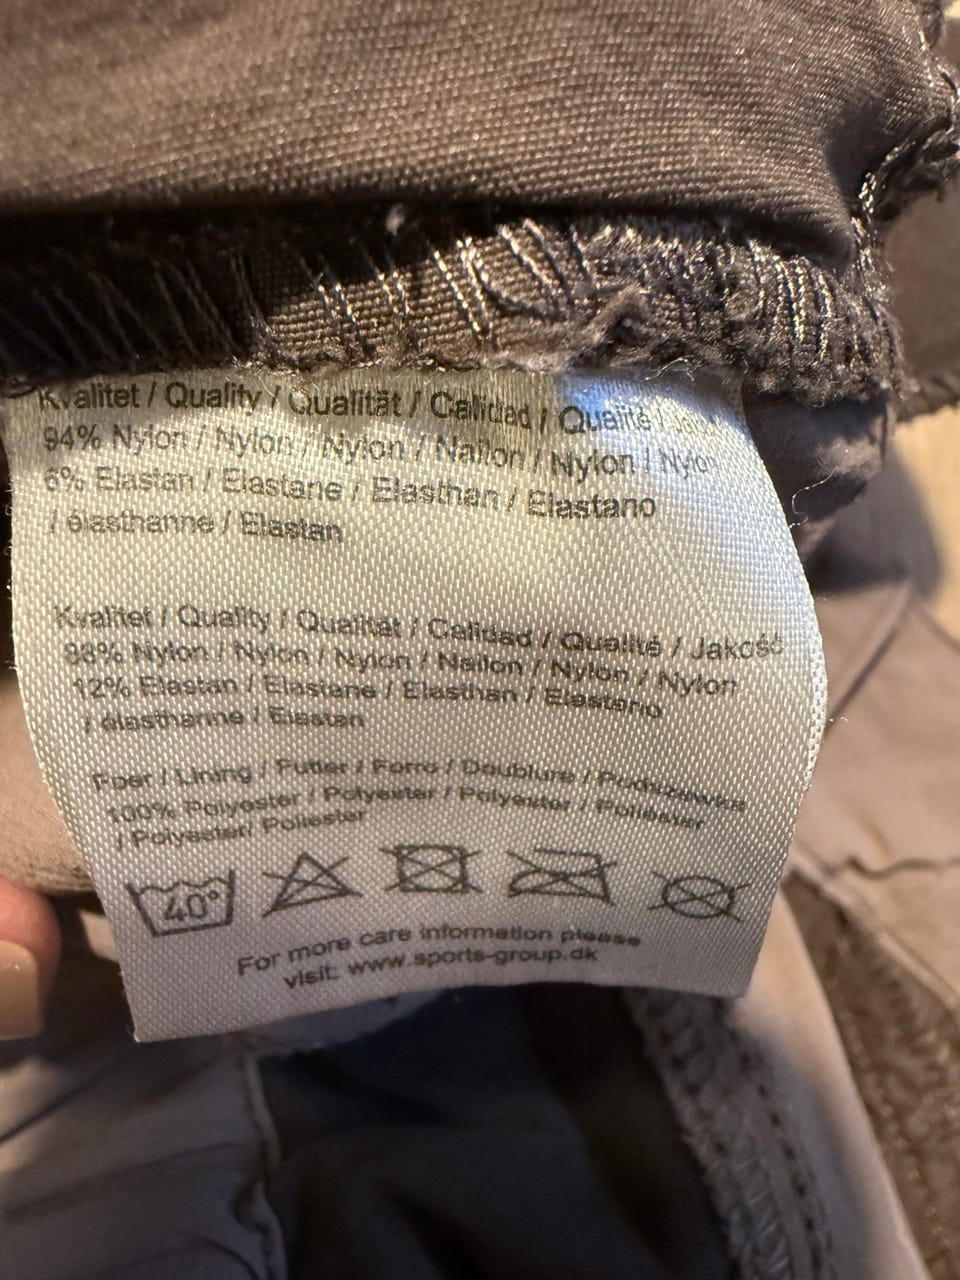 Kvalitet / Quality / Qualität / Calidad / Qualité / Jakość
94% Nylon / Nylon / Nylon / Nailon / Nylon / Nylon
6% Elastan / Elastane / Elasthan / Elastano
/ élasthanne / Elastan
Kvalitet / Quality / Qualität / Calidad / Qualité / Jakość
88% Nylon / Nylon / Nylon / Nailon / Nylon / Nylon
12% Elastan / Elastane / Elasthan / Elastano
/ élasthanne / Elastan
Foer / Lining / Futter / Forro / Doublure / Podszewka
100% Polyester / Polyester / Polyester / Poliéster
/ Polyester/ Poliester
40°
For more care information please
visit: www.sports-group.dk